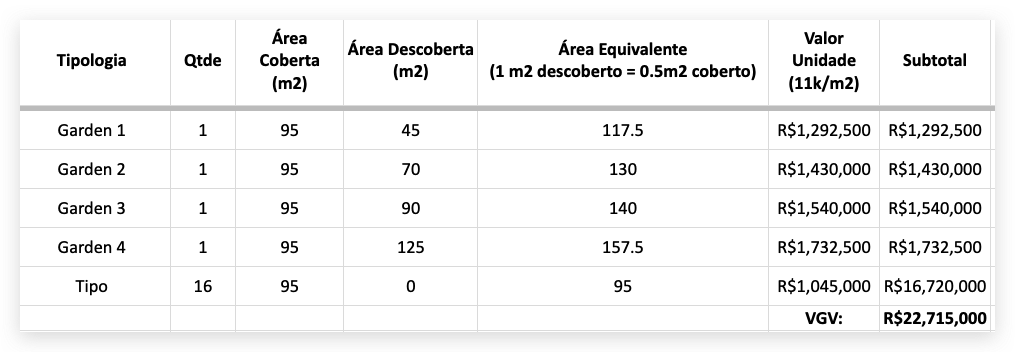 Tipologia Qtde Área Coberta (m2) Área Descoberta (m2) Área Equivalente (1 m2 descoberto = 0.5m2 coberto) Valor Unidade (11k/m2) Subtotal
Garden 1 1 95 45 117.5 R$1,292,500 R$1,292,500
Garden 2 1 95 70 130 R$1,430,000 R$1,430,000
Garden 3 1 95 90 140 R$1,540,000 R$1,540,000
Garden 4 1 95 125 157.5 R$1,732,500 R$1,732,500
Tipo 16 95 0 95 R$1,045,000 R$16,720,000
VGV: R$22,715,000